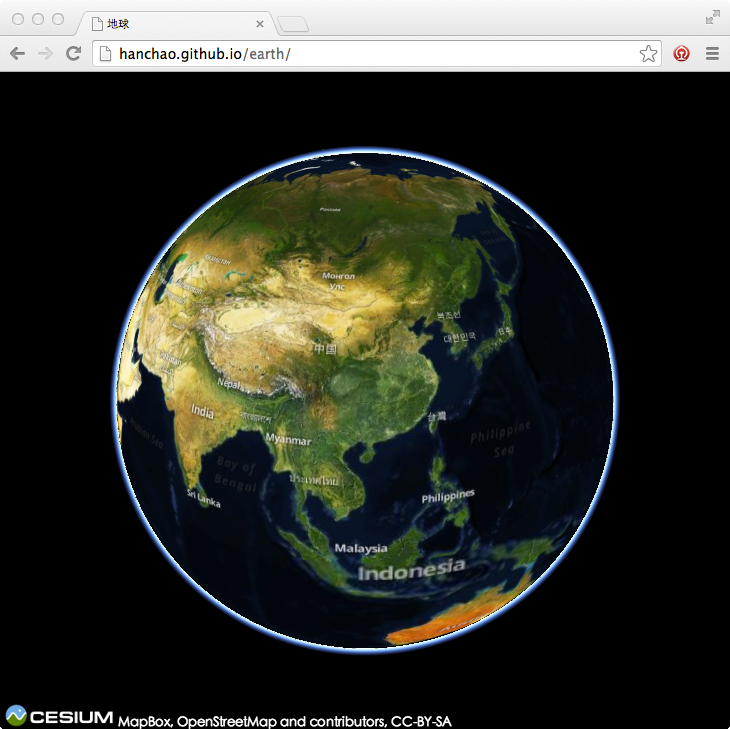 地球
hanchao.github.io/earth/
Россия
Монгол
Улс
북조선
대한민국
日本
中国
Nepal
India
বাংলাদেশ
Myanmar
台灣
Philippine
Sea
Bay of
Bengal
ประเทศไทย
Sri Lanka
Philippines
Malaysia
Indonesia
CESIUM MapBox, OpenStreetMap and contributors, CC-BY-SA